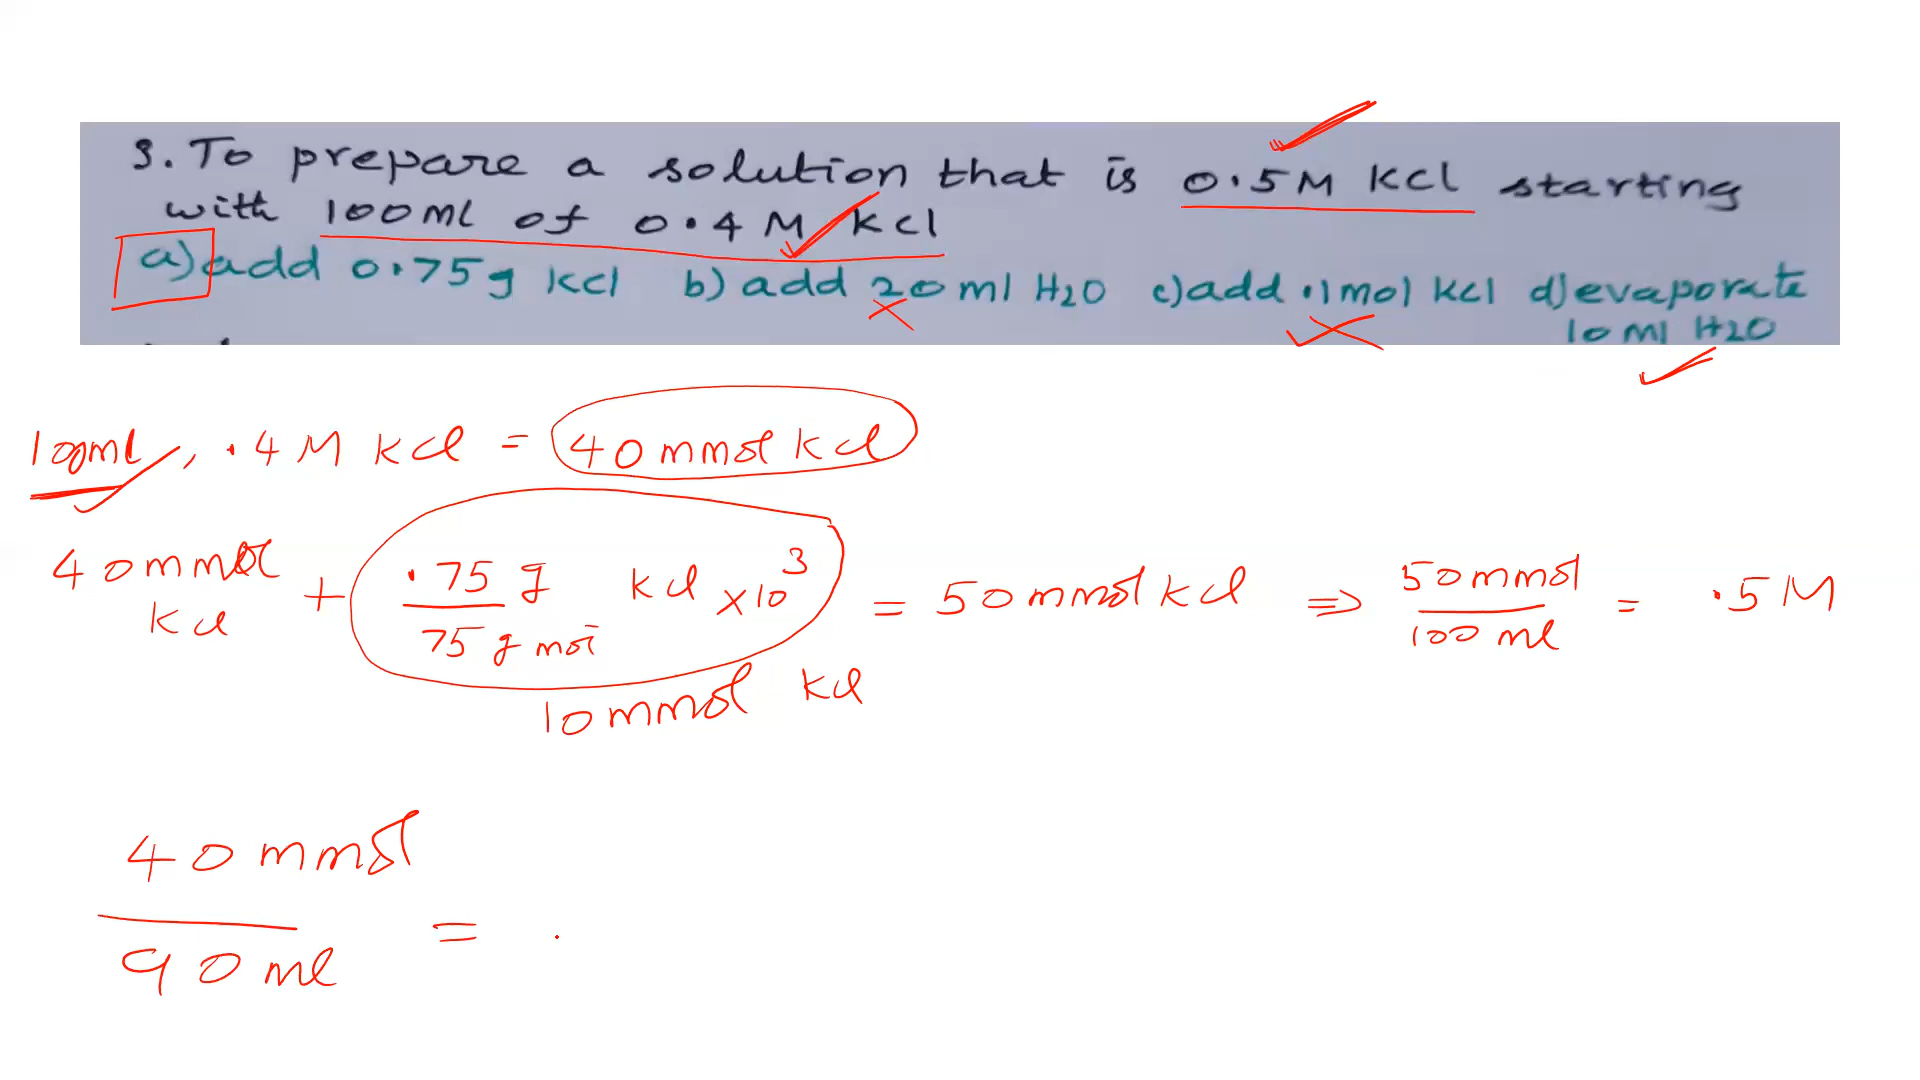 3. To prepare a solution that is 0.5M KCl starting
with 100ml of 0.4 M KCl
a) add 0.75g KCl b) add 20ml H2O c) add .1mol KCl d) evaporate
10 ml H2O
100ml, .4 M KCl = 40 mmol KCl
40 mmol KCl + .75 g / 75 g mol KCl × 10³ = 50 mmol KCl ⇒ 50 mmol / 100 ml = .5 M
10 mmol KCl
40 mmol
90 ml = .